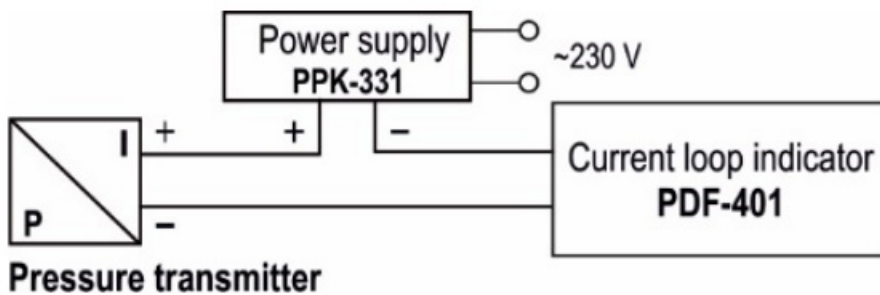 Power supply
PPK-331
~230 V
+ + −
I
P
−
Current loop indicator
PDF-401
Pressure transmitter